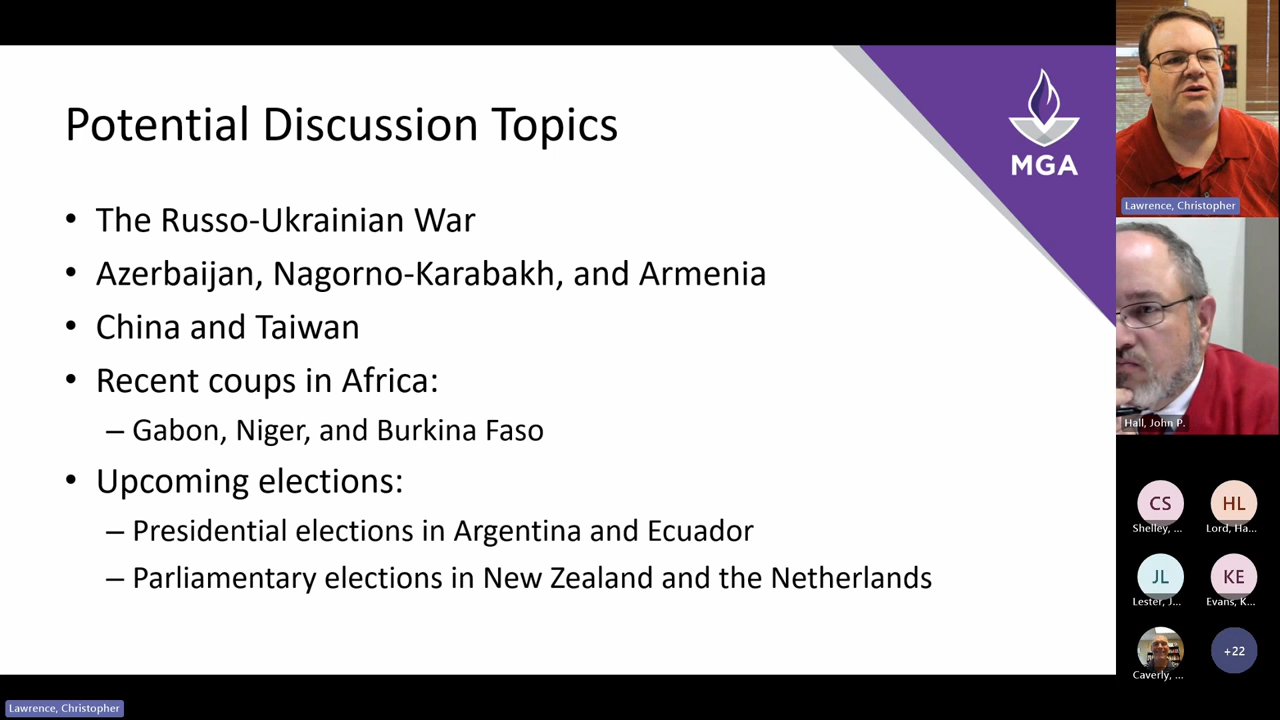 Potential Discussion Topics
MGA
• The Russo-Ukrainian War
• Azerbaijan, Nagorno-Karabakh, and Armenia
• China and Taiwan
• Recent coups in Africa:
– Gabon, Niger, and Burkina Faso
• Upcoming elections:
– Presidential elections in Argentina and Ecuador
– Parliamentary elections in New Zealand and the Netherlands
Lawrence, Christopher
Hall, John P.
CS
Shelley, ...
HL
Lord, Ha...
JL
Lester, J...
KE
Evans, K...
Caverly, ...
+22
Lawrence, Christopher